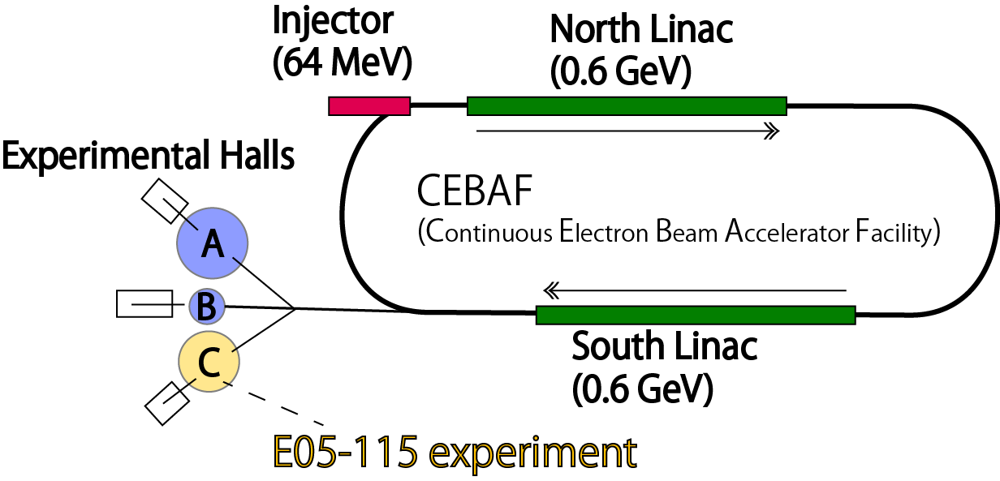 Injector
(64 MeV)
North Linac
(0.6 GeV)
Experimental Halls
CEBAF
(Continuous Electron Beam Accelerator Facility)
A
B
C
South Linac
(0.6 GeV)
E05-115 experiment